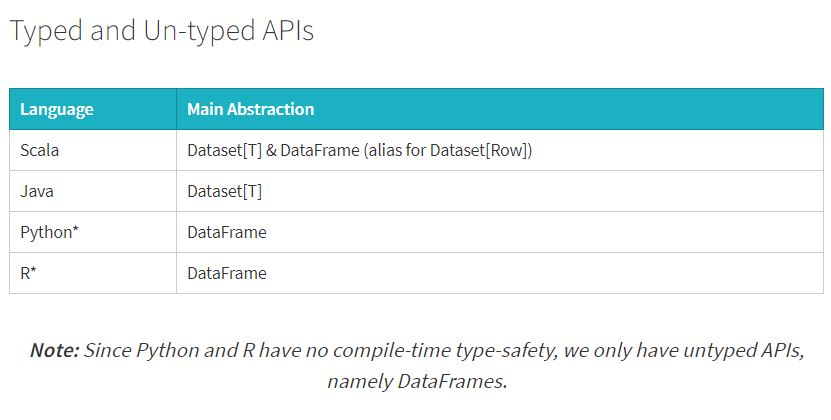 Typed and Un-typed APIs
Language Main Abstraction
Scala Dataset[T] & DataFrame (alias for Dataset[Row])
Java Dataset[T]
Python* DataFrame
R* DataFrame
Note: Since Python and R have no compile-time type-safety, we only have untyped APIs,
namely DataFrames.